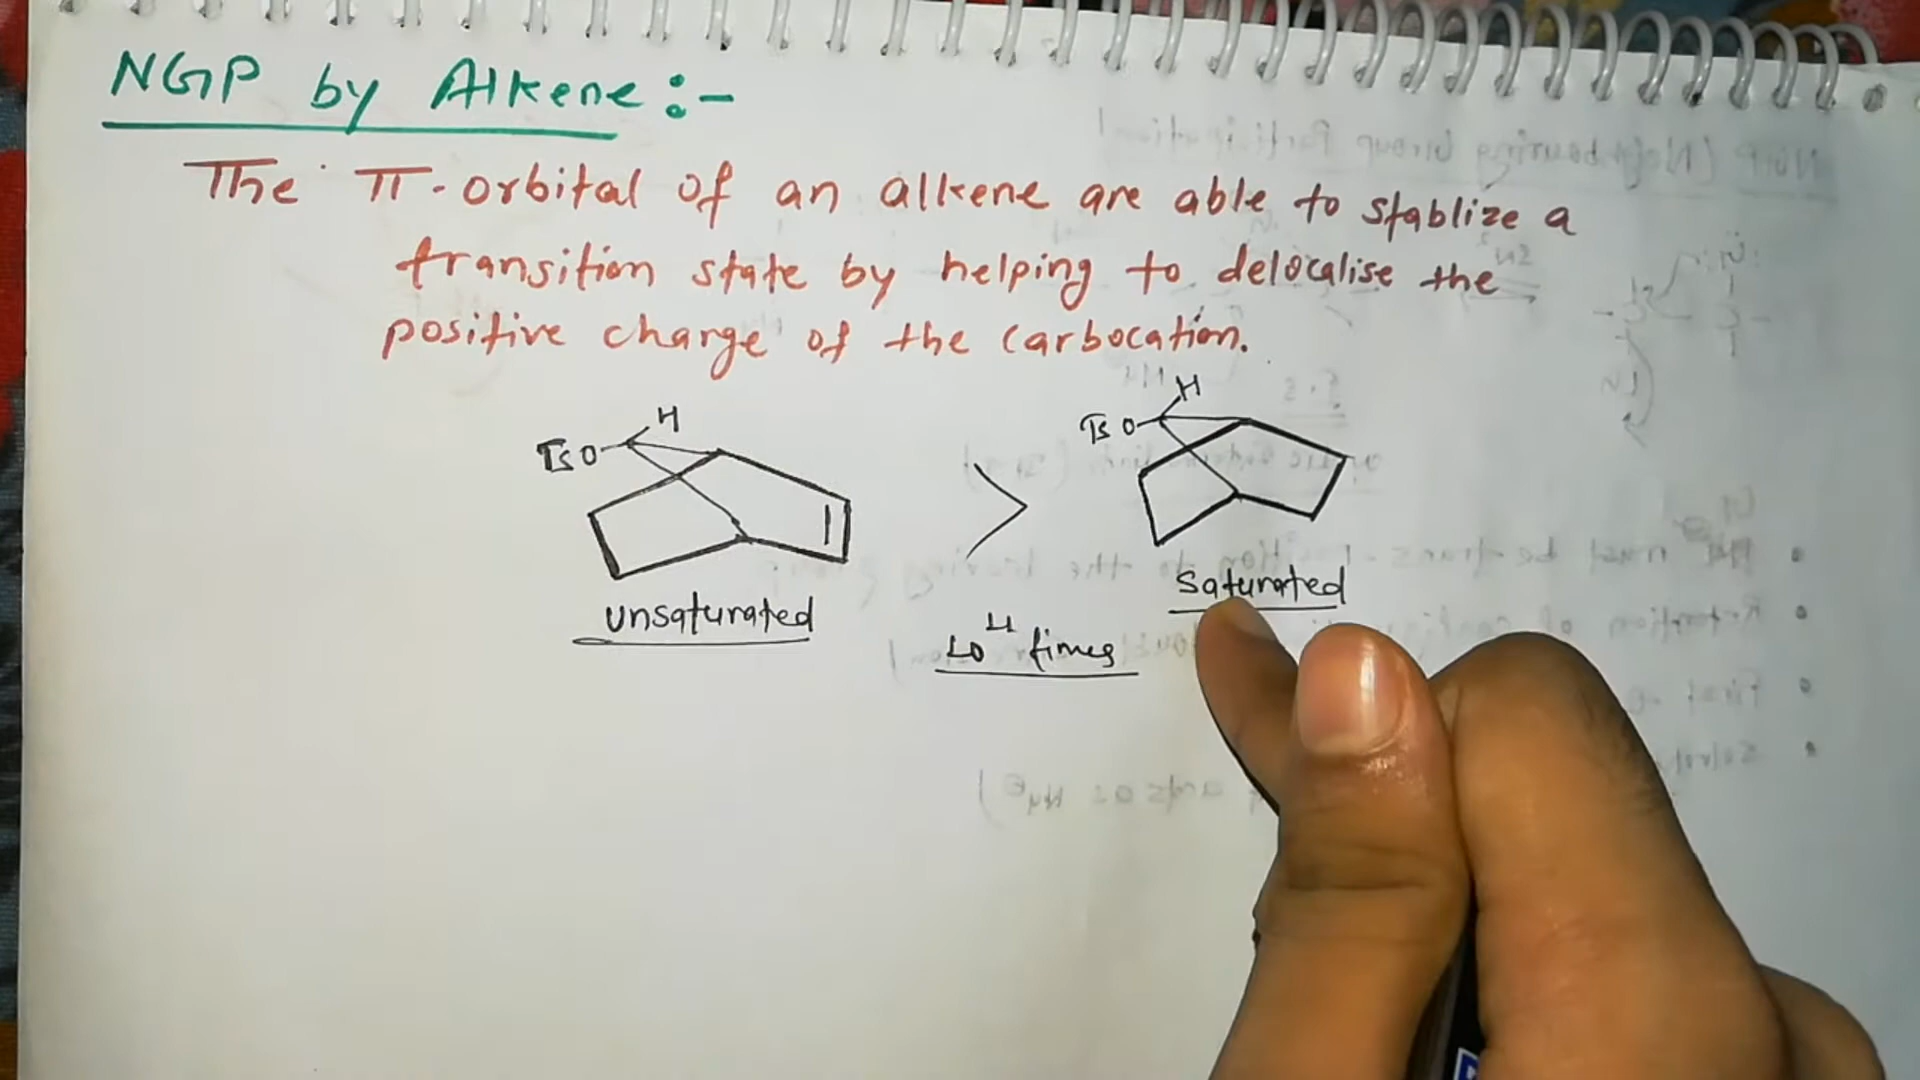 NGP by Alkene:-
The π-orbital of an alkene are able to stablize a
transition state by helping to delocalise the
positive charge of the carbocation.
H
TsO
H
TsO
>
unsaturated
saturated
10⁴ times